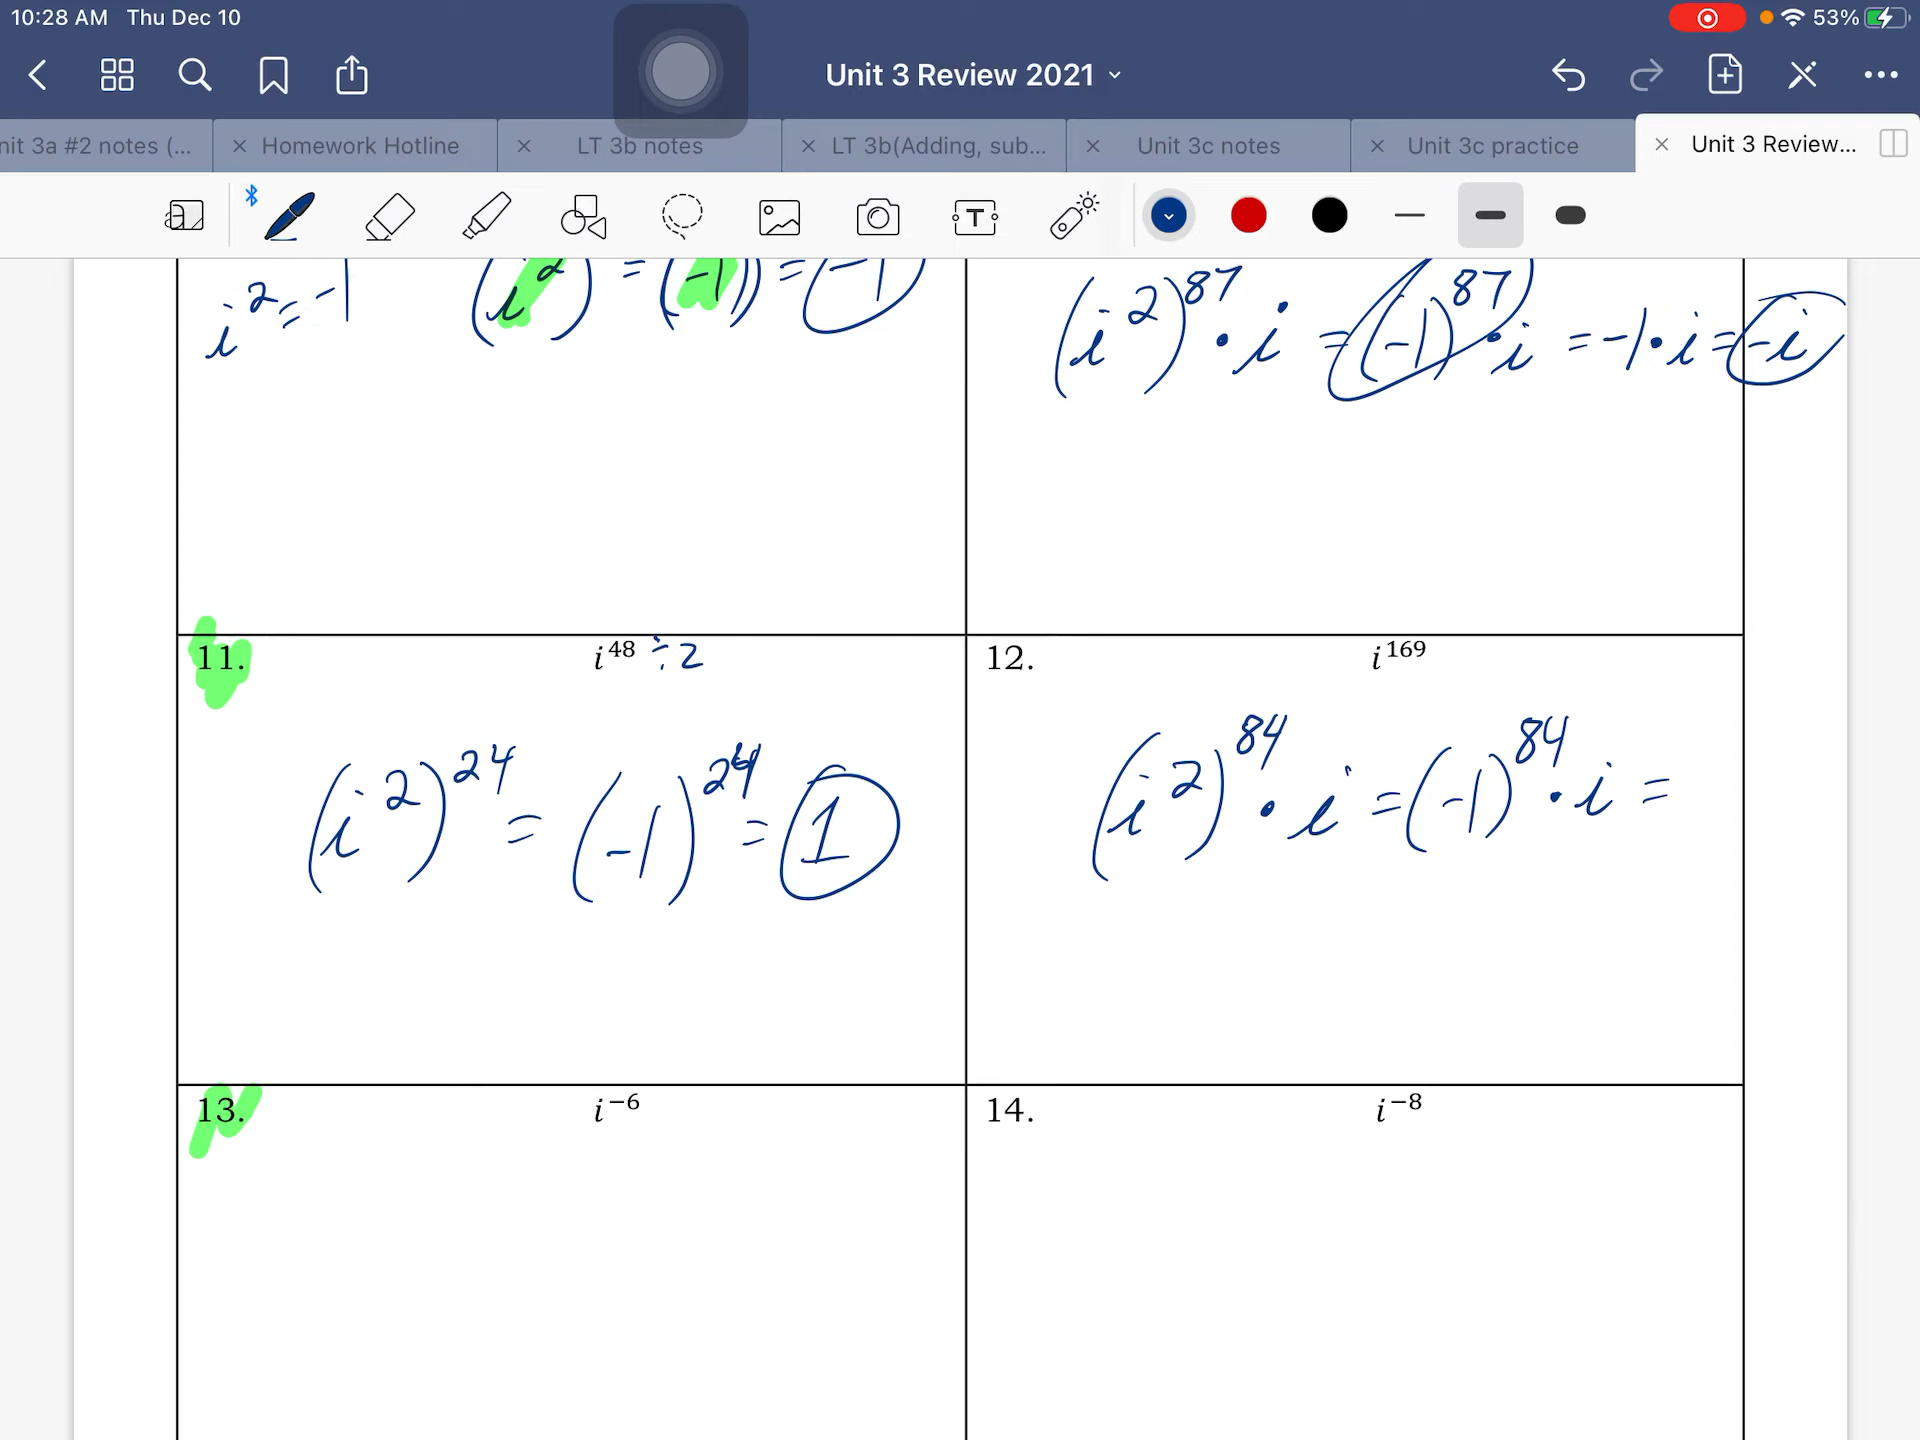 10:28 AM Thu Dec 10 53%
Unit 3 Review 2021
nit 3a #2 notes (... Homework Hotline LT 3b notes LT 3b(Adding, sub... Unit 3c notes Unit 3c practice Unit 3 Review...
i² = -1 (i²) = (-1) = -1
(i²)⁸⁷ · i = (-1)⁸⁷ · i = -1 · i = -i
11. i⁴⁸ ÷ 2
(i²)²⁴ = (-1)²⁴ = 1
12. i¹⁶⁹
(i²)⁸⁴ · i = (-1)⁸⁴ · i =
13. i⁻⁶
14. i⁻⁸